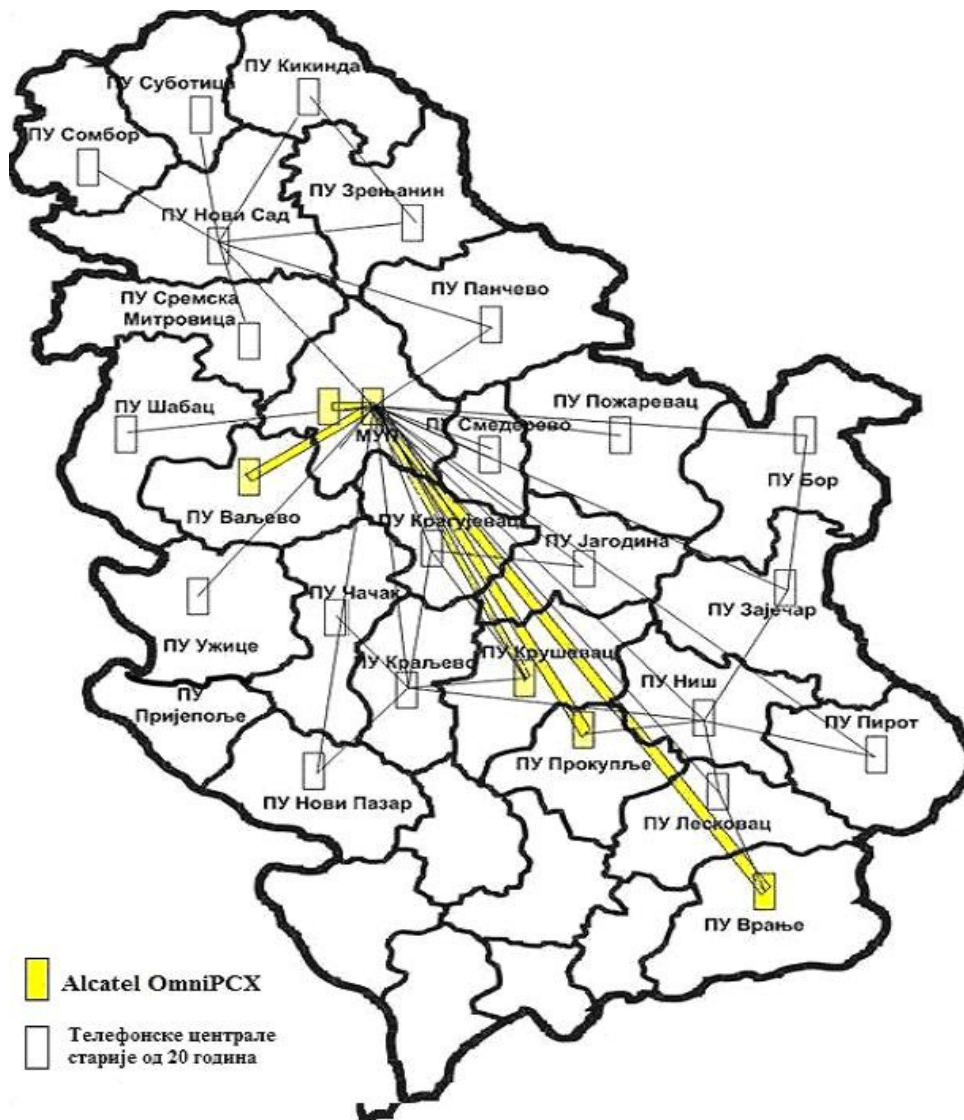 ПУ Кикинда
ПУ Суботица
ПУ Сомбор
ПУ Зрењанин
ПУ Нови Сад
ПУ Панчево
ПУ Сремска
Митровица
ПУ Шабац
ПУ Пожаревац
ПУ Смедерево
МУП
ПУ Бор
ПУ Ваљево
ПУ Крагујевац
ПУ Јагодина
ПУ Чачак
ПУ Зајечар
ПУ Ужице
ПУ Краљево
ПУ Крушевац
ПУ Ниш
ПУ
Пријепоље
ПУ Пирот
ПУ Прокупље
ПУ Нови Пазар
ПУ Лесковац
ПУ Врање
Alcatel OmniPCX
Телефонске централе
старије од 20 година